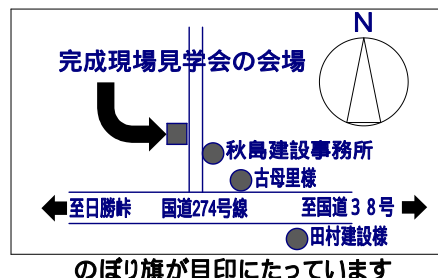 N
完成現場見学会の会場
秋島建設事務所
古母里様
至日勝峠 国道274号線 至国道38号
田村建設様
のぼり旗が目印にたっています